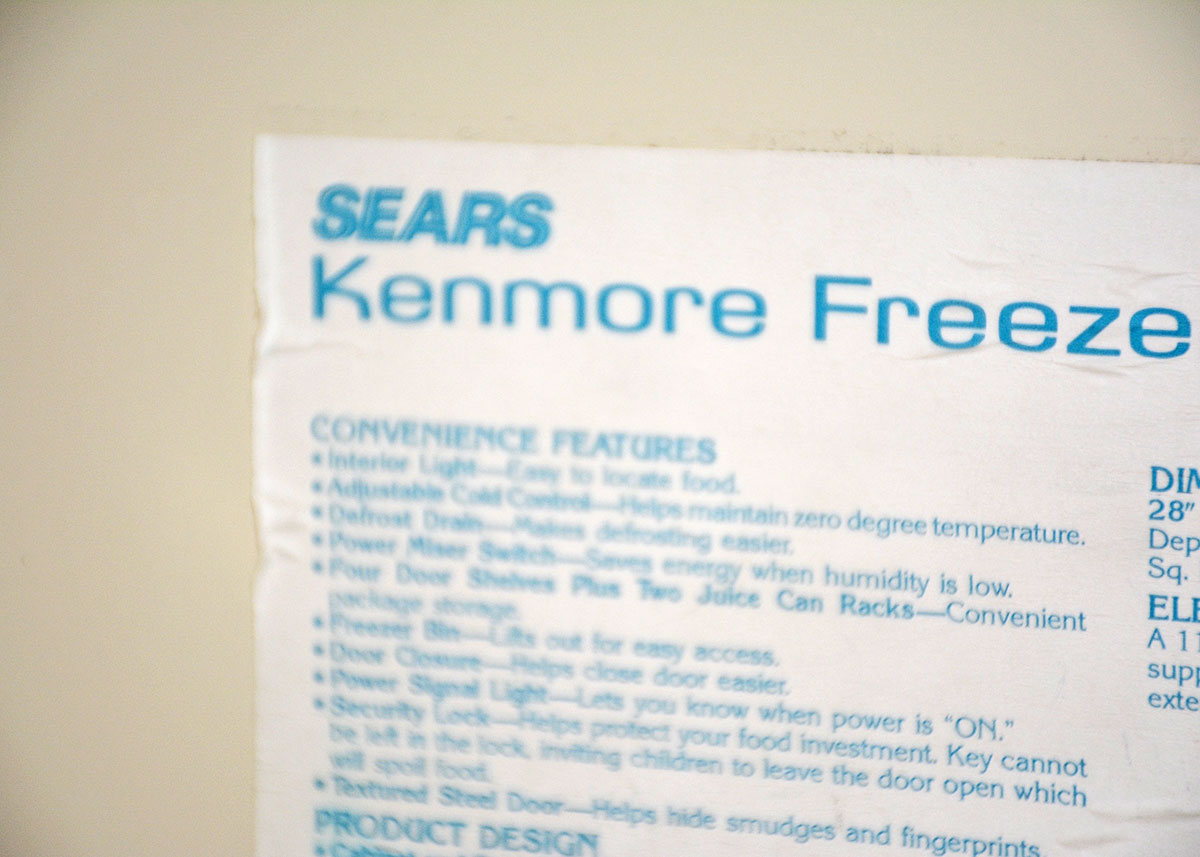 SEARS
Kenmore Freeze
CONVENIENCE FEATURES
• Interior Light—Easy to locate food.
• Adjustable Cold Control—Helps maintain zero degree temperature.
• Defrost Drain—Makes defrosting easier.
• Power Miser Switch—Saves energy when humidity is low.
• Four Door Shelves Plus Two Juice Can Racks—Convenient
package storage.
• Freezer Bin—Lifts out for easy access.
• Door Closure—Helps close door easier.
• Power Signal Light—Lets you know when power is "ON."
• Security Lock—Helps protect your food investment. Key cannot
be left in the lock, inviting children to leave the door open which
will spoil food.
• Textured Steel Door—Helps hide smudges and fingerprints.
PRODUCT DESIGN
DIM
28"
Dep
Sq.
ELE
A 11
supp
exte